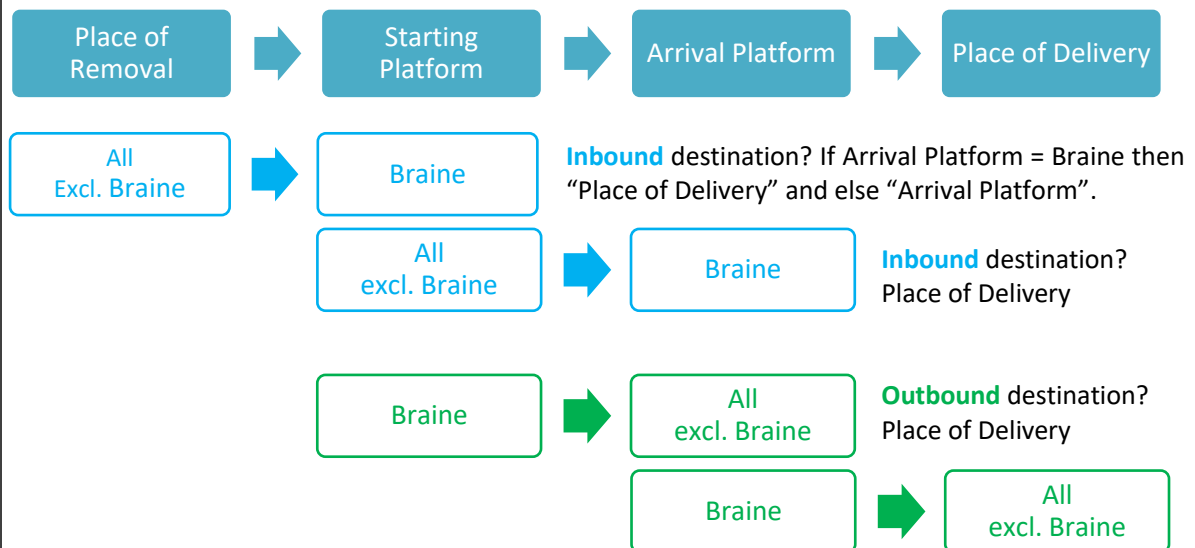 Place of
Removal
Starting
Platform
Arrival Platform
Place of Delivery
All
Excl. Braine
Braine
Inbound destination? If Arrival Platform = Braine then
“Place of Delivery” and else “Arrival Platform”.
All
excl. Braine
Braine
Inbound destination?
Place of Delivery
Braine
All
excl. Braine
Outbound destination?
Place of Delivery
Braine
All
excl. Braine